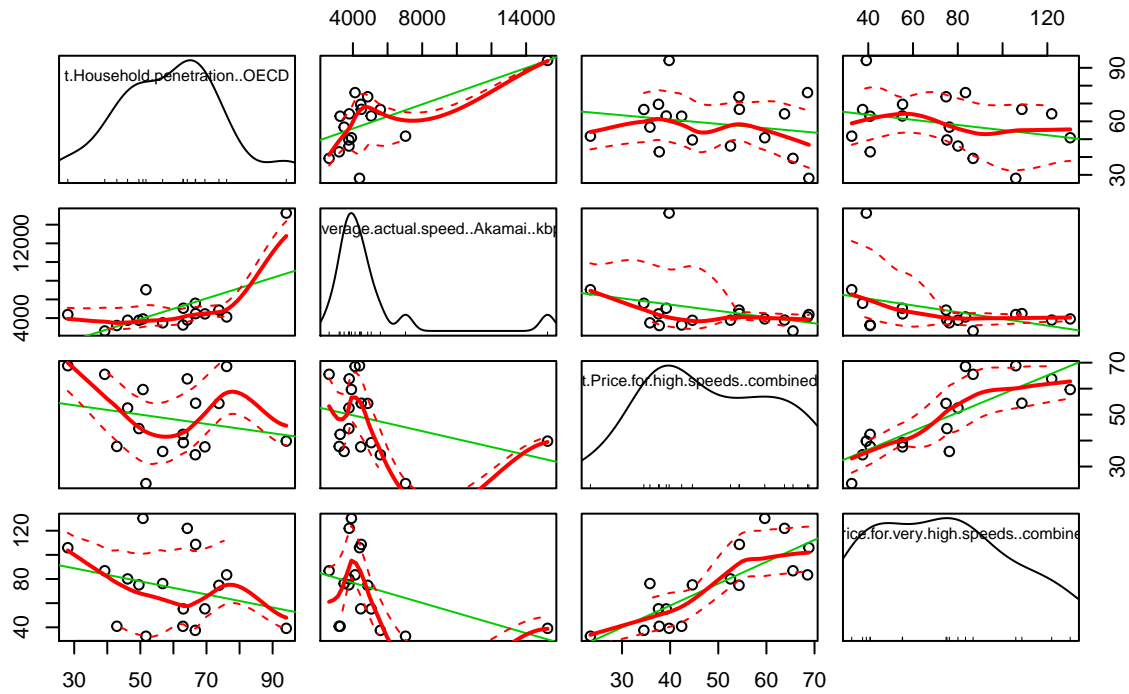 4000 8000 14000
40 60 80 120
t.Household.penetration..OECD
30 60 90
4000 12000
verage.actual.speed..Akamai..kbp
t.Price.for.high.speeds..combined
30 50 70
40 80 120
rice.for.very.high.speeds..combine
30 50 70 90
30 40 50 60 70